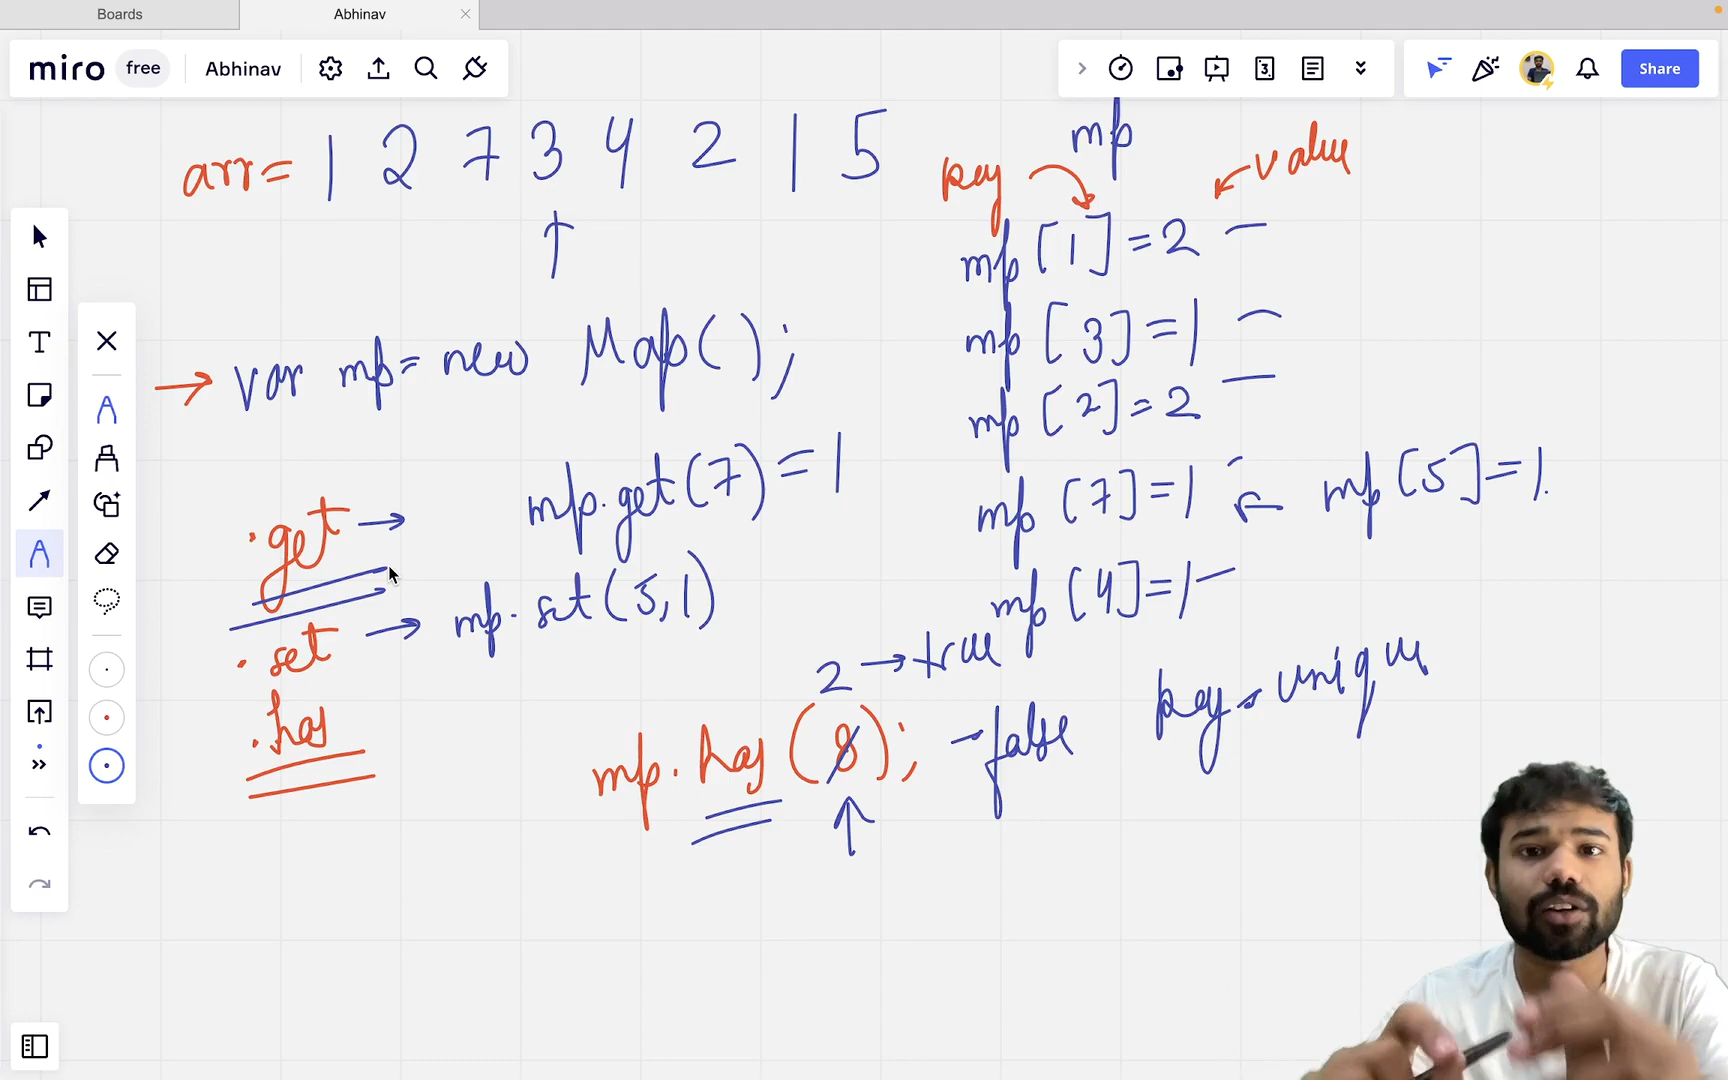 Boards
Abhinav
miro free Abhinav
Share
arr = 1 2 7 3 4 2 1 5
mp
key
value
mp [1] = 2
var mp = new Map();
mp [3] = 1
mp [2] = 2
mp.get(7) = 1
mp [7] = 1
mp [5] = 1.
.get
mp.set(5,1)
mp [4] = 1
.set
2 → true
.has
mp.has(8); - false
key = unique